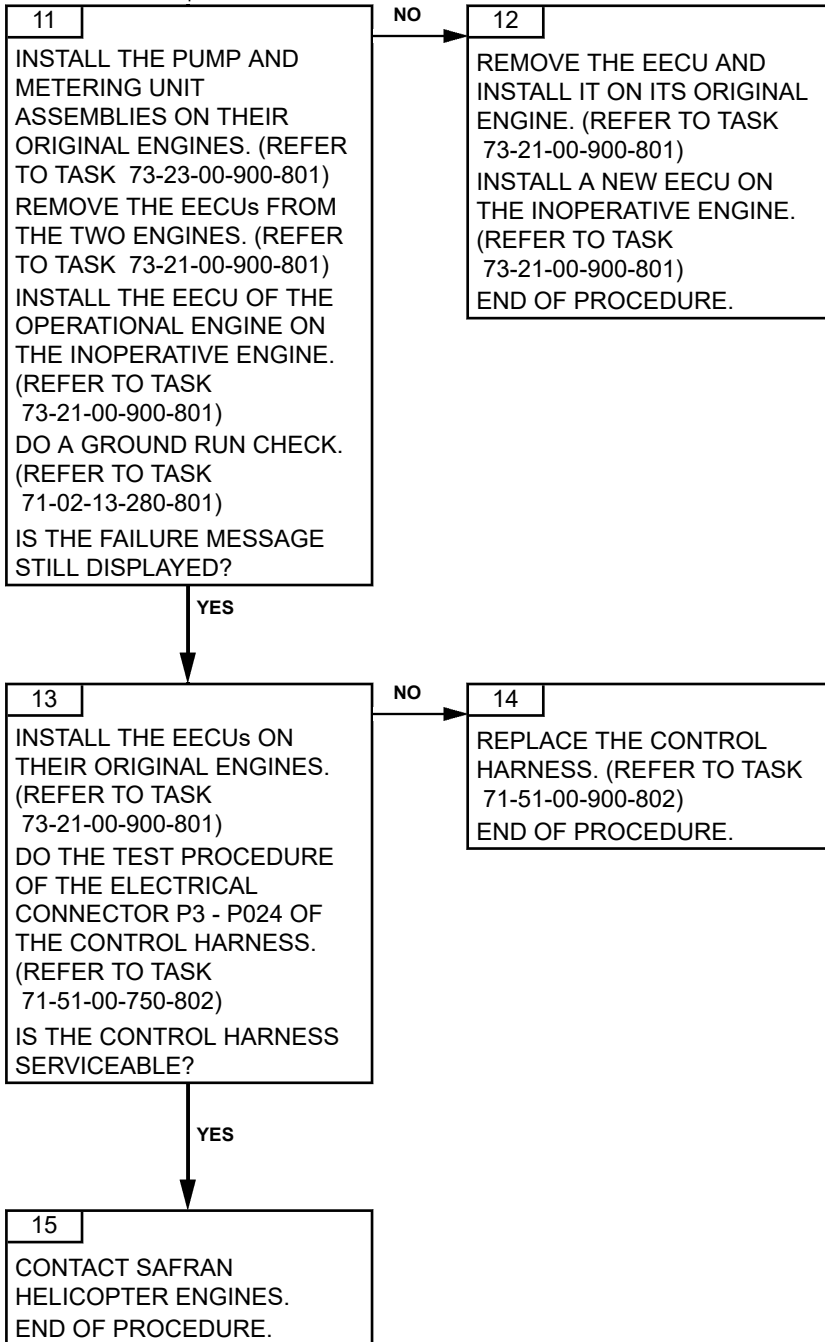 11
INSTALL THE PUMP AND
METERING UNIT
ASSEMBLIES ON THEIR
ORIGINAL ENGINES. (REFER
TO TASK 73-23-00-900-801)
REMOVE THE EECUs FROM
THE TWO ENGINES. (REFER
TO TASK 73-21-00-900-801)
INSTALL THE EECU OF THE
OPERATIONAL ENGINE ON
THE INOPERATIVE ENGINE.
(REFER TO TASK
73-21-00-900-801)
DO A GROUND RUN CHECK.
(REFER TO TASK
71-02-13-280-801)
IS THE FAILURE MESSAGE
STILL DISPLAYED?
NO
12
REMOVE THE EECU AND
INSTALL IT ON ITS ORIGINAL
ENGINE. (REFER TO TASK
73-21-00-900-801)
INSTALL A NEW EECU ON
THE INOPERATIVE ENGINE.
(REFER TO TASK
73-21-00-900-801)
END OF PROCEDURE.
YES
13
INSTALL THE EECUs ON
THEIR ORIGINAL ENGINES.
(REFER TO TASK
73-21-00-900-801)
DO THE TEST PROCEDURE
OF THE ELECTRICAL
CONNECTOR P3 - P024 OF
THE CONTROL HARNESS.
(REFER TO TASK
71-51-00-750-802)
IS THE CONTROL HARNESS
SERVICEABLE?
NO
14
REPLACE THE CONTROL
HARNESS. (REFER TO TASK
71-51-00-900-802)
END OF PROCEDURE.
YES
15
CONTACT SAFRAN
HELICOPTER ENGINES.
END OF PROCEDURE.